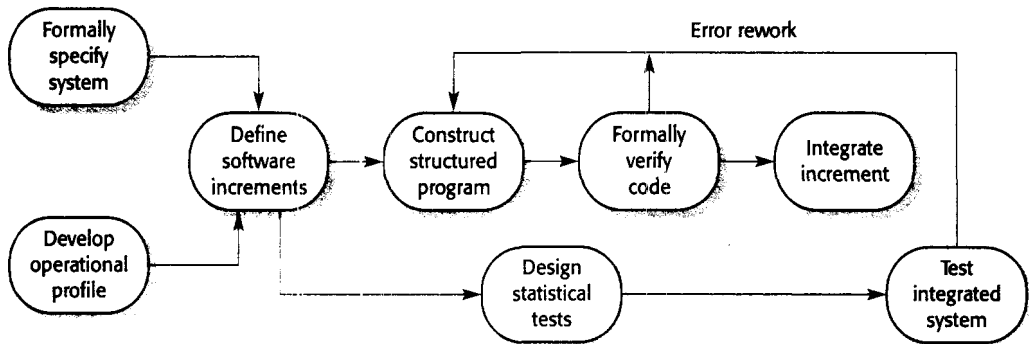 Formally
specify
system
Error rework
Define
software
increments
Construct
structured
program
Formally
verify
code
Integrate
increment
Develop
operational
profile
Design
statistical
tests
Test
integrated
system